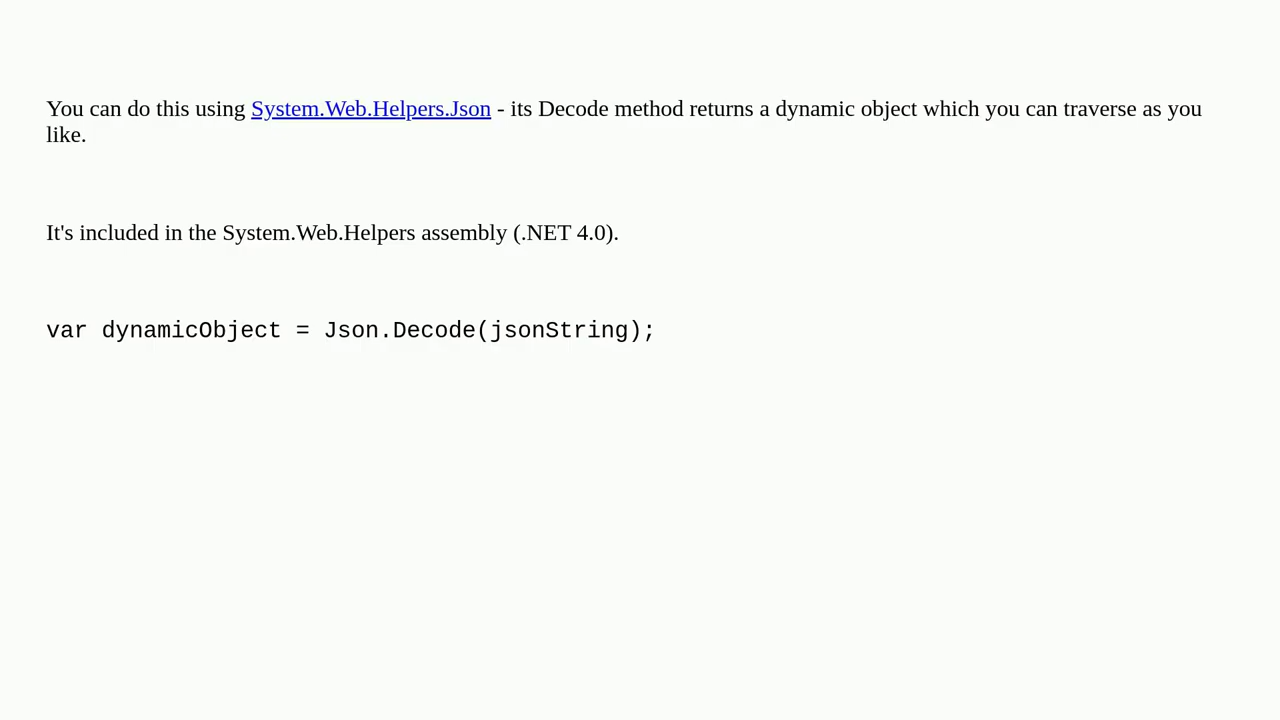 You can do this using System.Web.Helpers.Json - its Decode method returns a dynamic object which you can traverse as you
like.
It's included in the System.Web.Helpers assembly (.NET 4.0).
var dynamicObject = Json.Decode(jsonString);